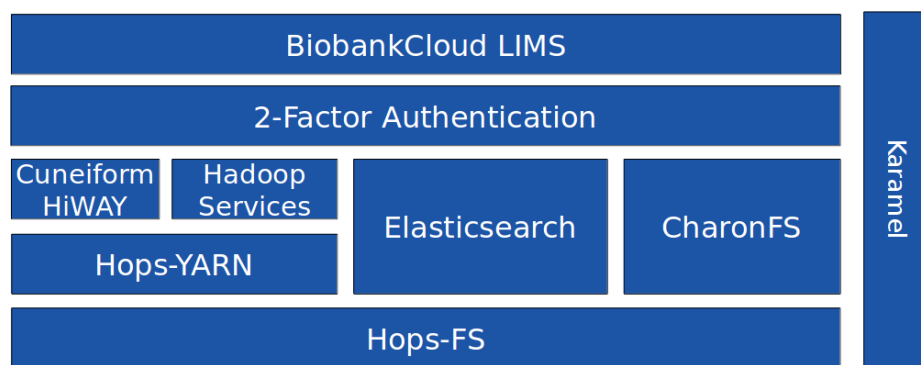 BiobankCloud LIMS
2-Factor Authentication
Cuneiform
HiWAY
Hadoop
Services
Elasticsearch
CharonFS
Hops-YARN
Hops-FS
Karamel